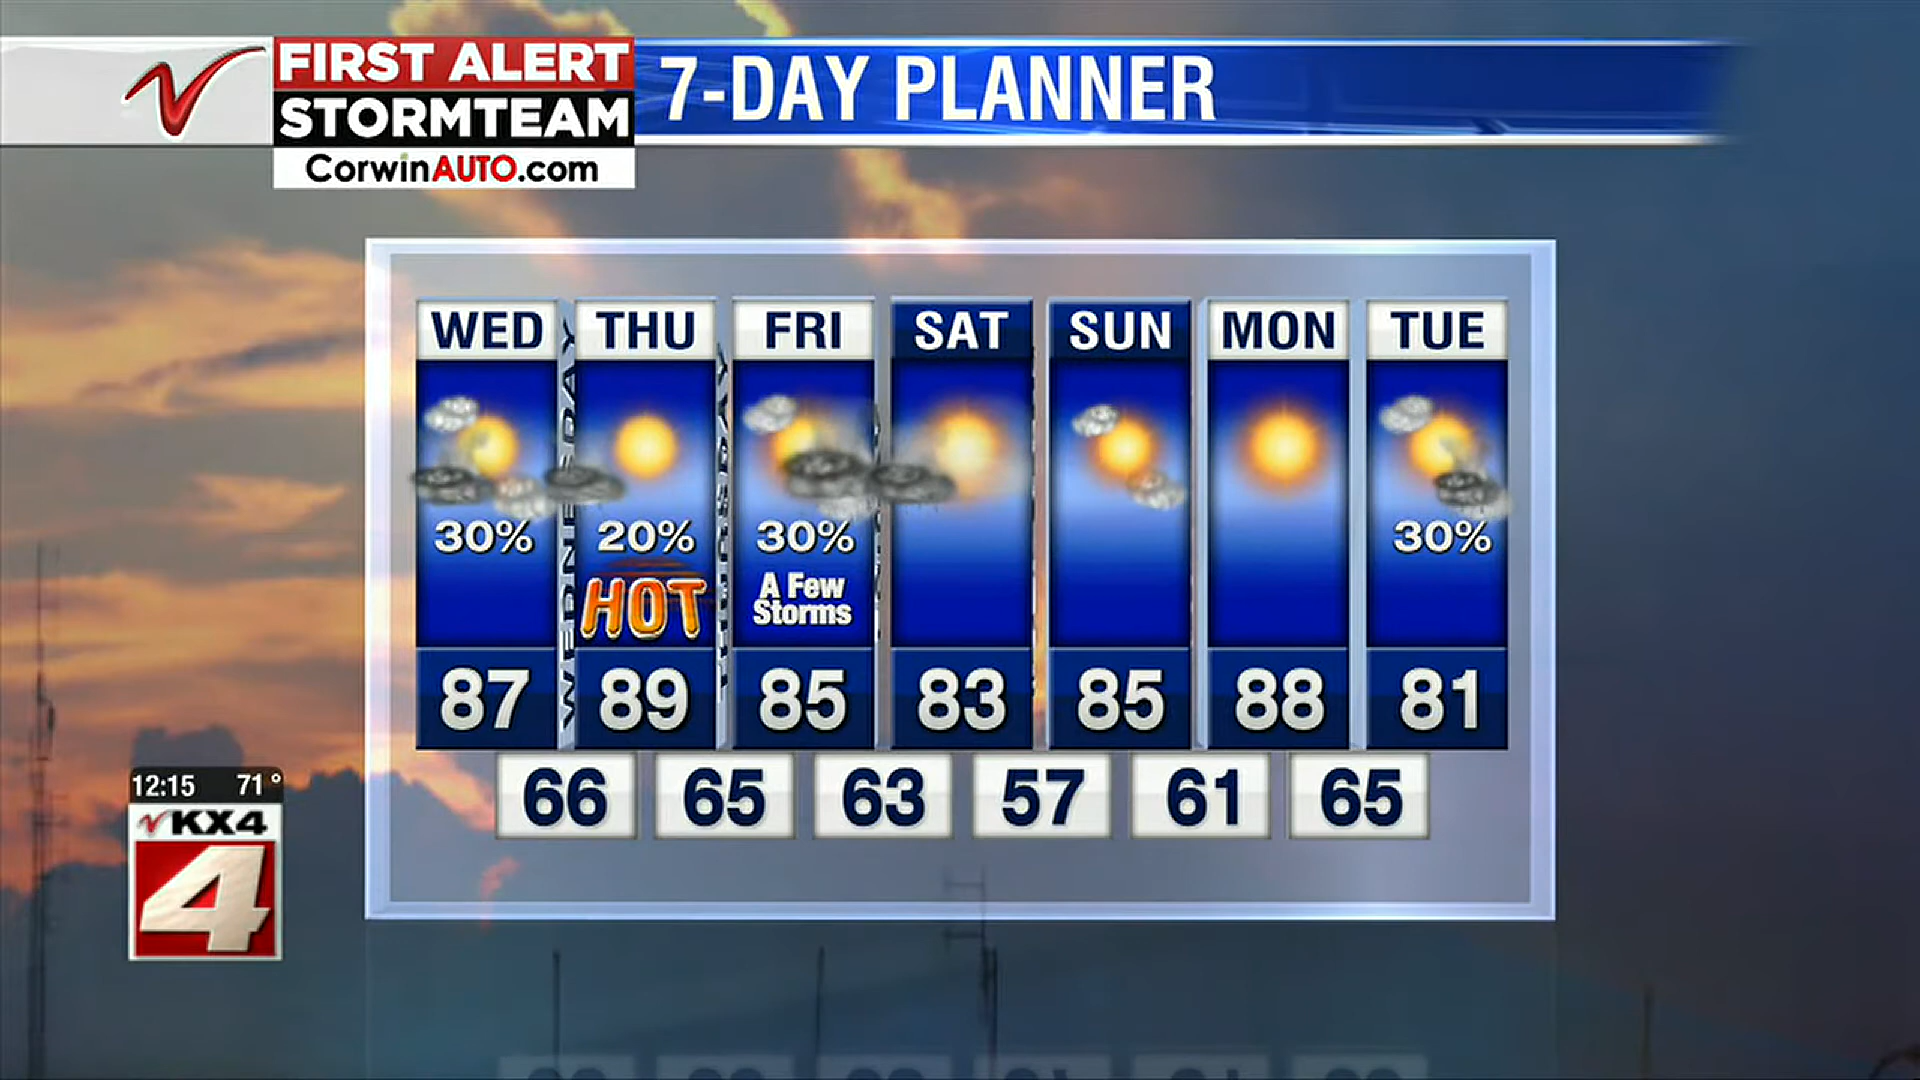 FIRST ALERT
STORMTEAM
CorwinAUTO.com
7-DAY PLANNER
WED THU FRI SAT SUN MON TUE
WEDNESDAY THURSDAY
30% 20% 30% 30%
HOT
A Few
Storms
87 89 85 83 85 88 81
66 65 63 57 61 65
12:15 71°
KX4
4